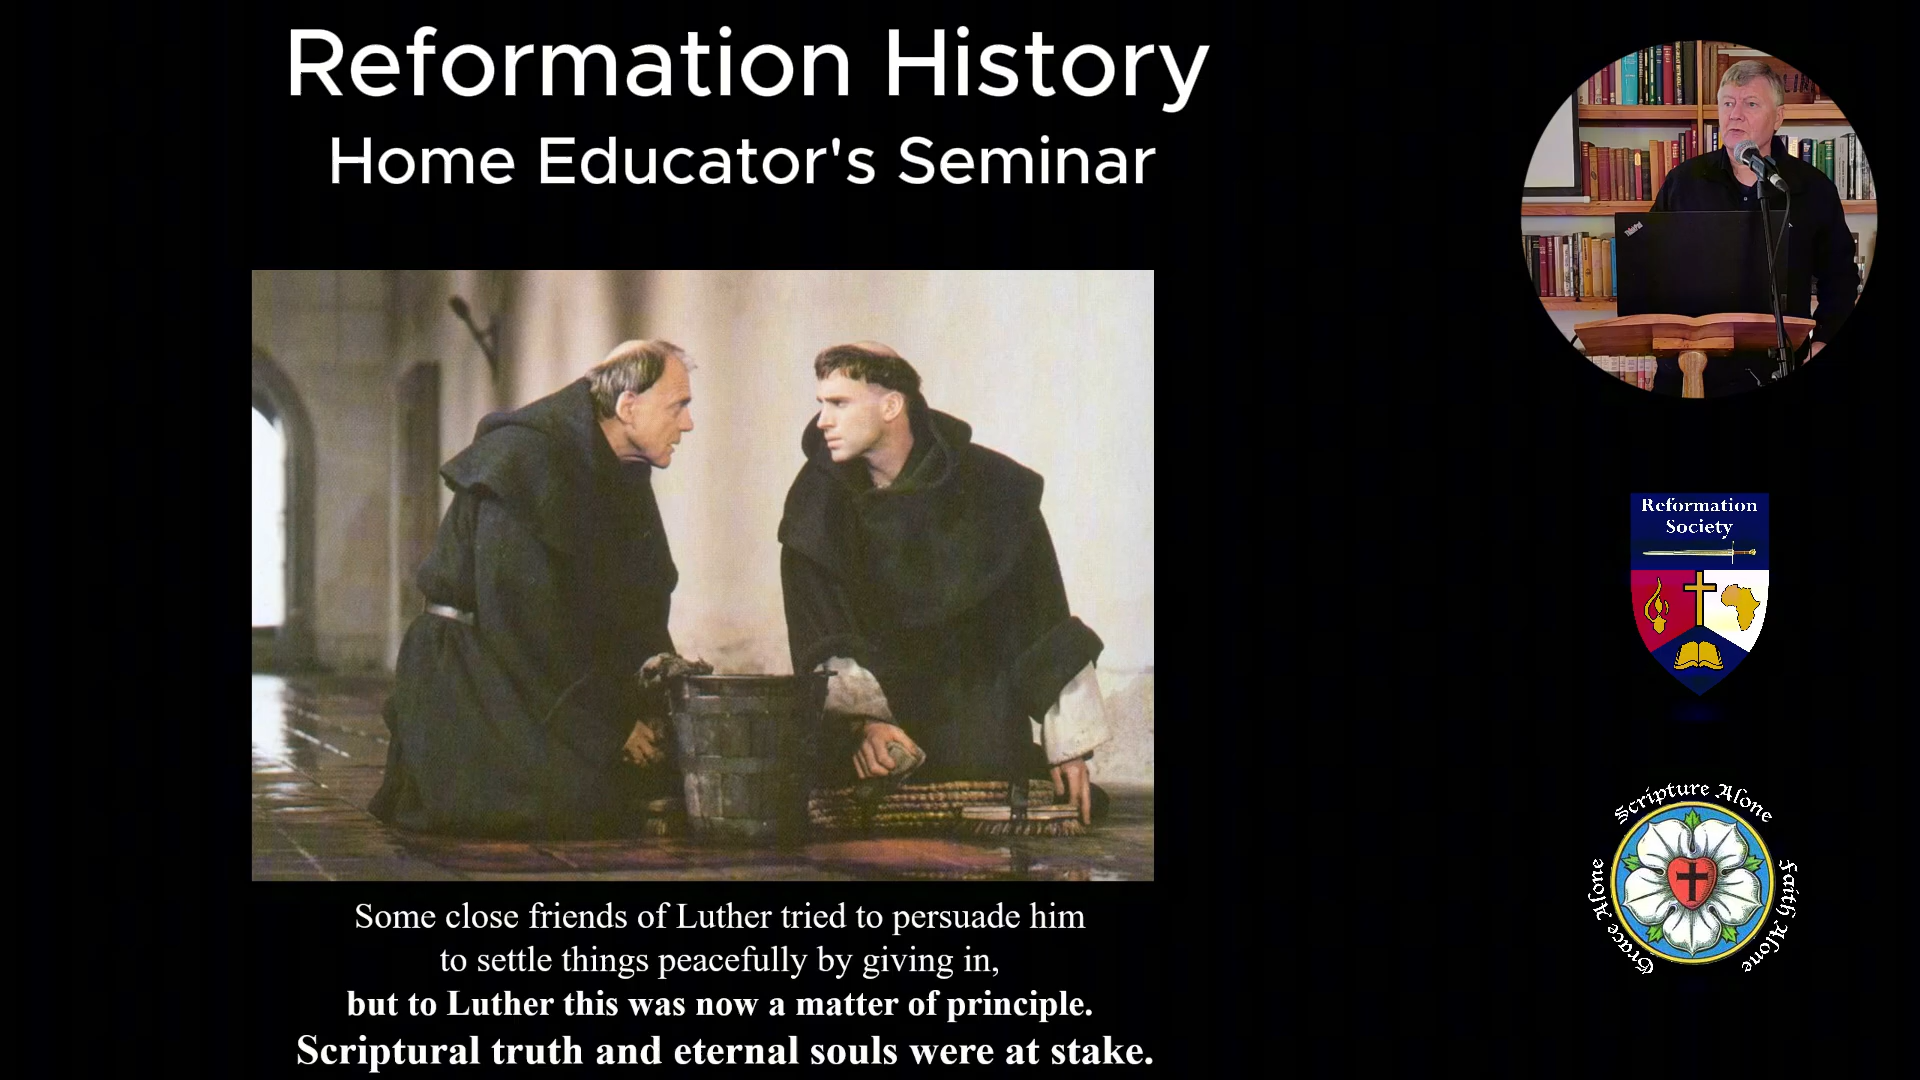 Reformation History
Home Educator's Seminar
Some close friends of Luther tried to persuade him
to settle things peacefully by giving in,
but to Luther this was now a matter of principle.
Scriptural truth and eternal souls were at stake.
ThinkPad
Reformation
Society
Scripture Alone
Grace Alone
Faith Alone